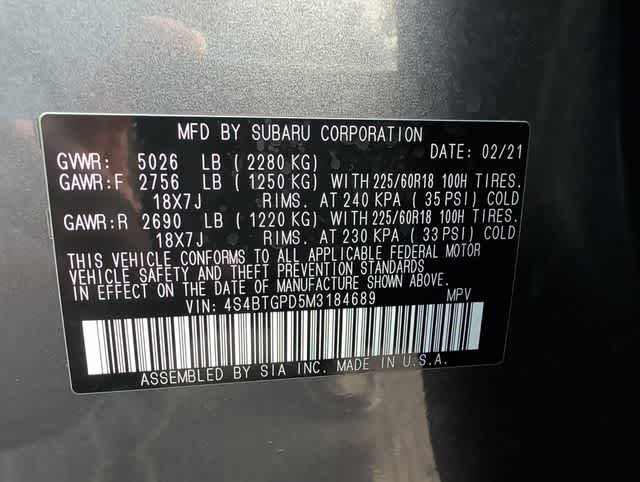 MFD BY SUBARU CORPORATION
GVWR: 5026 LB (2280 KG) DATE: 02/21
GAWR:F 2756 LB (1250 KG) WITH 225/60R18 100H TIRES.
18X7J RIMS. AT 240 KPA (35 PSI) COLD
GAWR:R 2690 LB (1220 KG) WITH 225/60R18 100H TIRES.
18X7J RIMS. AT 230 KPA (33 PSI) COLD
THIS VEHICLE CONFORMS TO ALL APPLICABLE FEDERAL MOTOR
VEHICLE SAFETY AND THEFT PREVENTION STANDARDS
IN EFFECT ON THE DATE OF MANUFACTURE SHOWN ABOVE.
VIN: 4S4BTGPD5M3184689 MPV
ASSEMBLED BY SIA INC. MADE IN U.S.A.